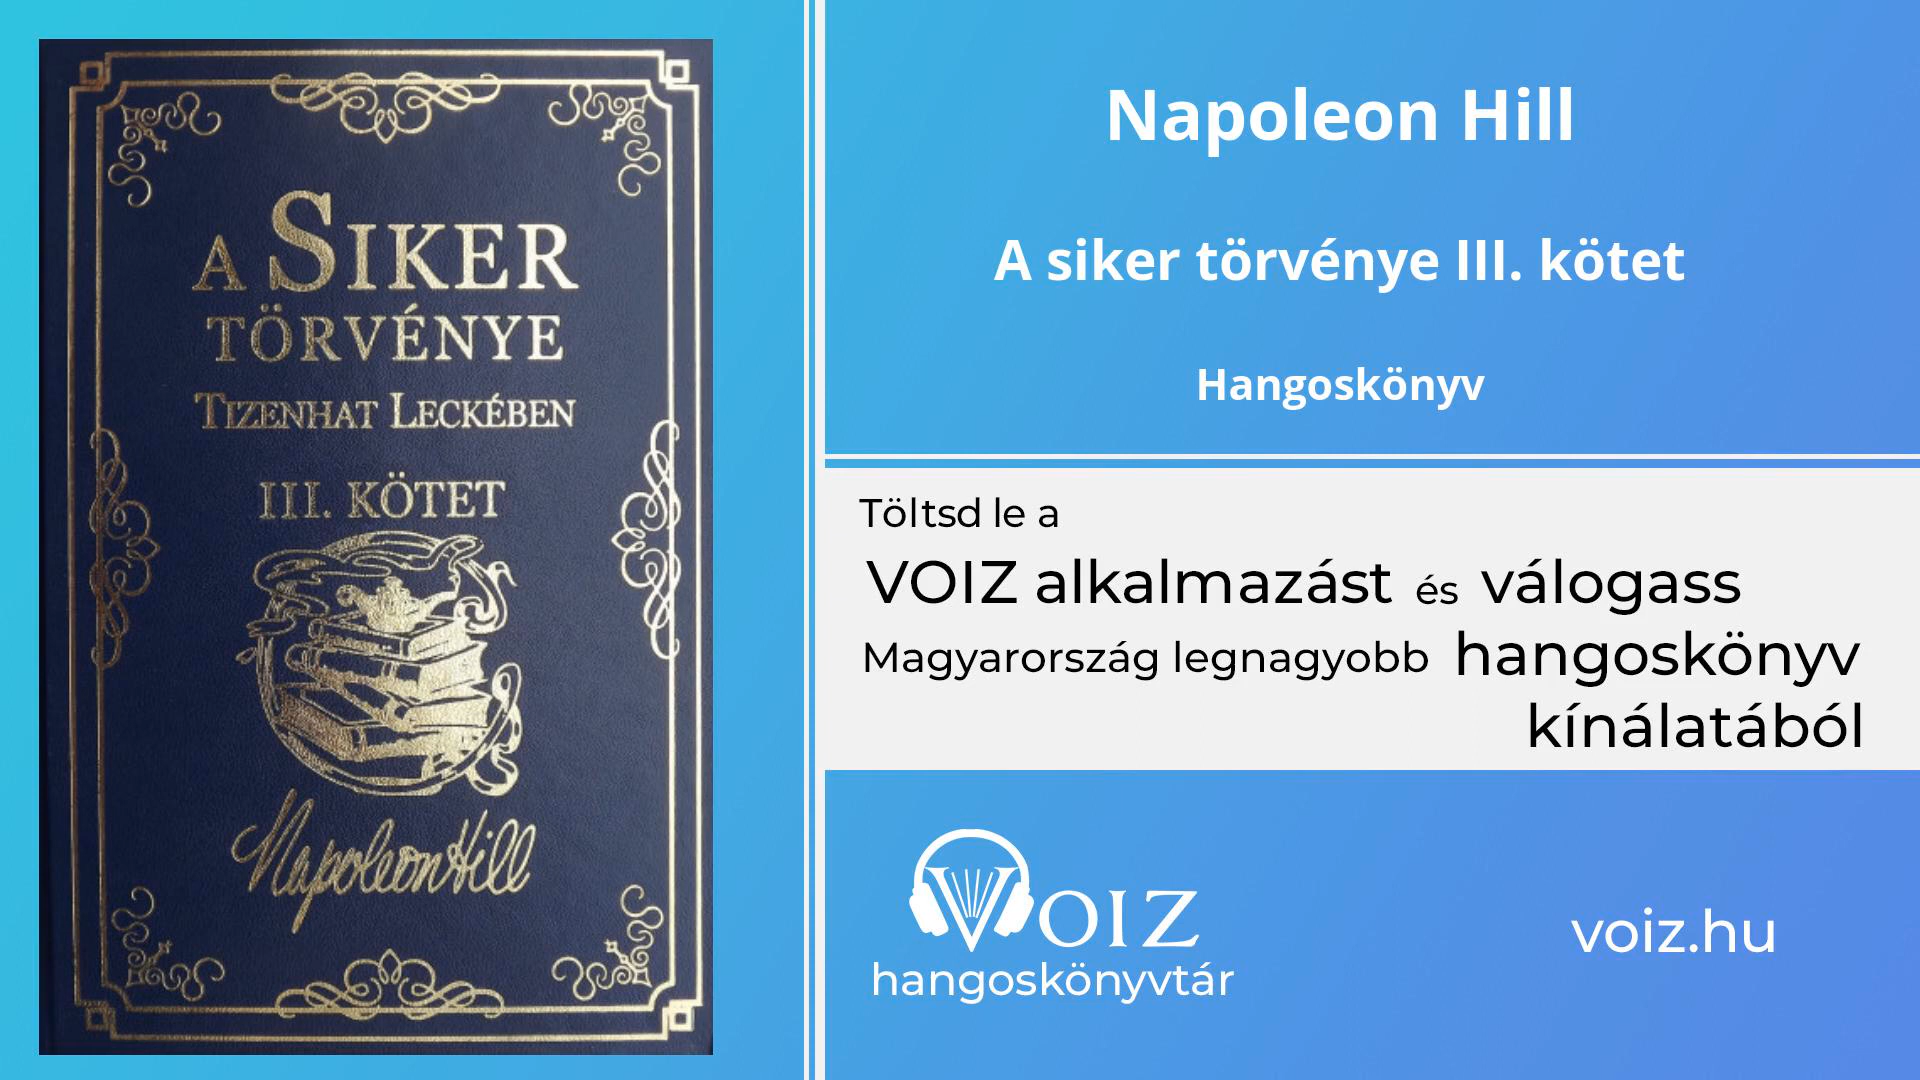 A SIKER
TÖRVÉNYE
TIZENHAT LECKÉBEN
III. KÖTET
Napoleon Hill
Napoleon Hill
A siker törvénye III. kötet
Hangoskönyv
Töltsd le a
VOIZ alkalmazást és válogass
Magyarország legnagyobb hangoskönyv
kínálatából
VOIZ
hangoskönyvtár
voiz.hu